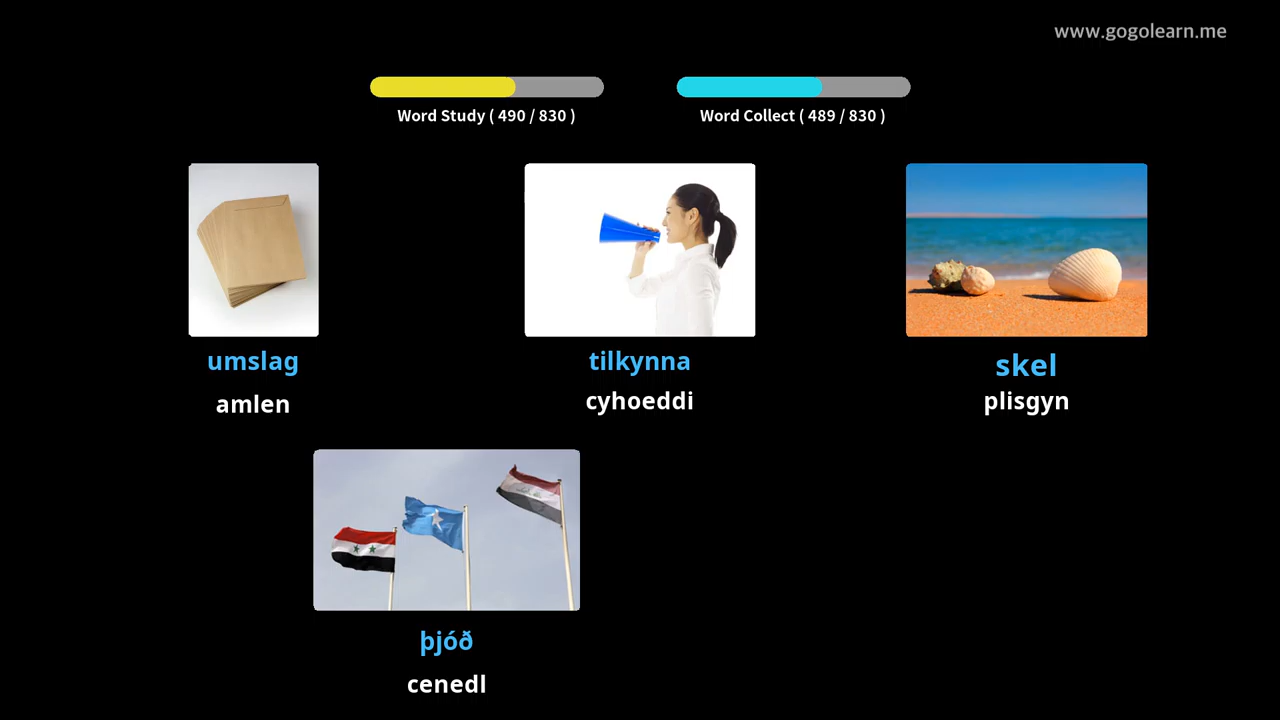 www.gogolearn.me
Word Study ( 490 / 830 )
Word Collect ( 489 / 830 )
umslag
tilkynna
skel
amlen
cyhoeddi
plisgyn
þjóð
cenedl